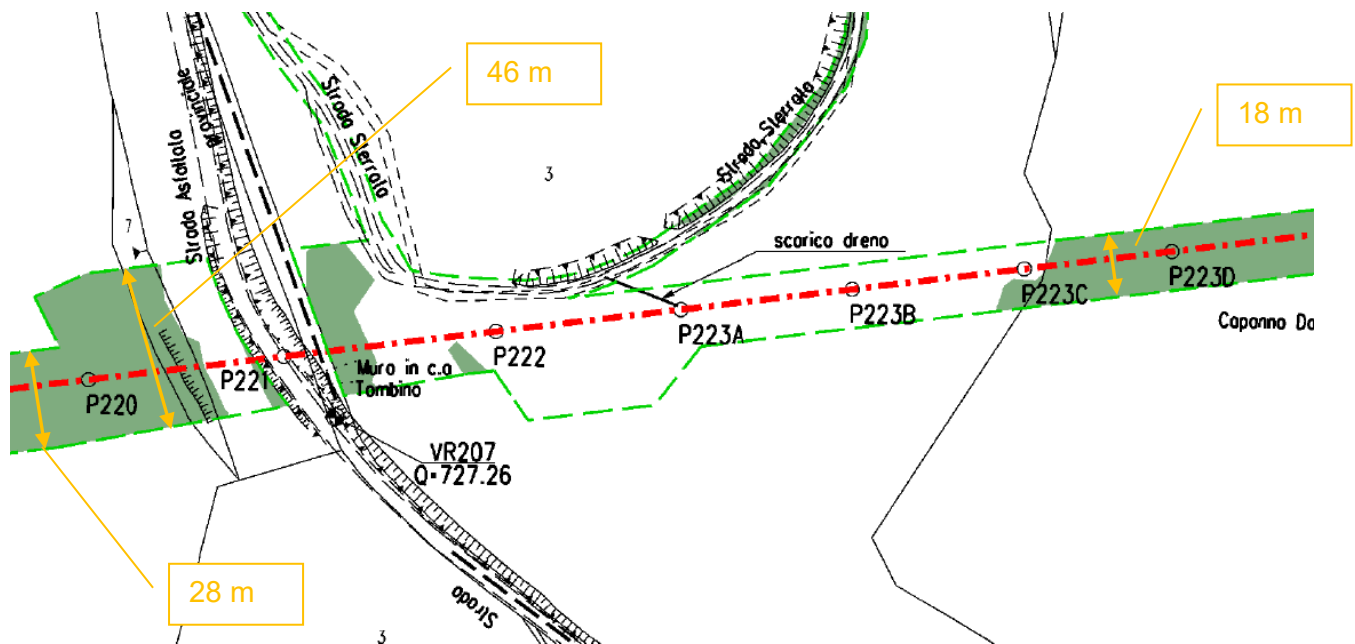 46 m
18 m
28 m
Strada Asfaltata
Provinciale
Strada Sterrata
Strada Sterrata
3
7
scarico dreno
P220
P221
P222
P223A
P223B
P223C
P223D
Muro in c.a
Tombino
VR207
Q=727.26
Capanno Da
Strada
3